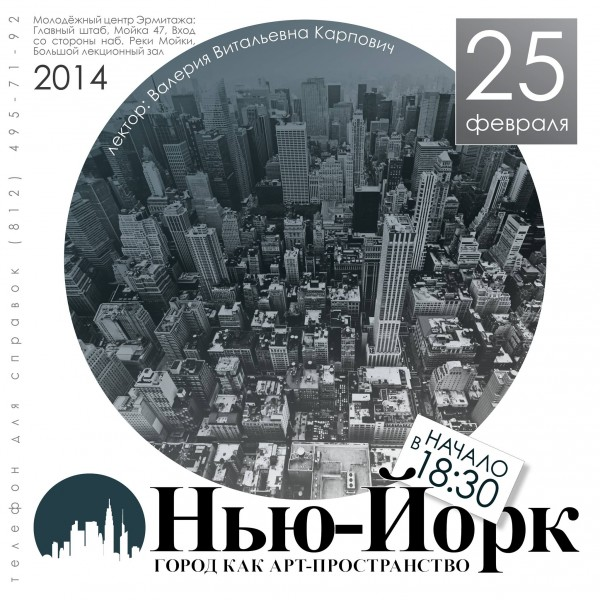 Молодёжный центр Эрмитажа:
Главный штаб, Мойка 47, Вход
со стороны наб. Реки Мойки.
Большой лекционный зал
2014
лектор: Валерия Витальевна Карпович
25
февраля
телефон для справок (812) 495-71-92
НАЧАЛО
В 18:30
Нью-Йорк
ГОРОД КАК АРТ-ПРОСТРАНСТВО